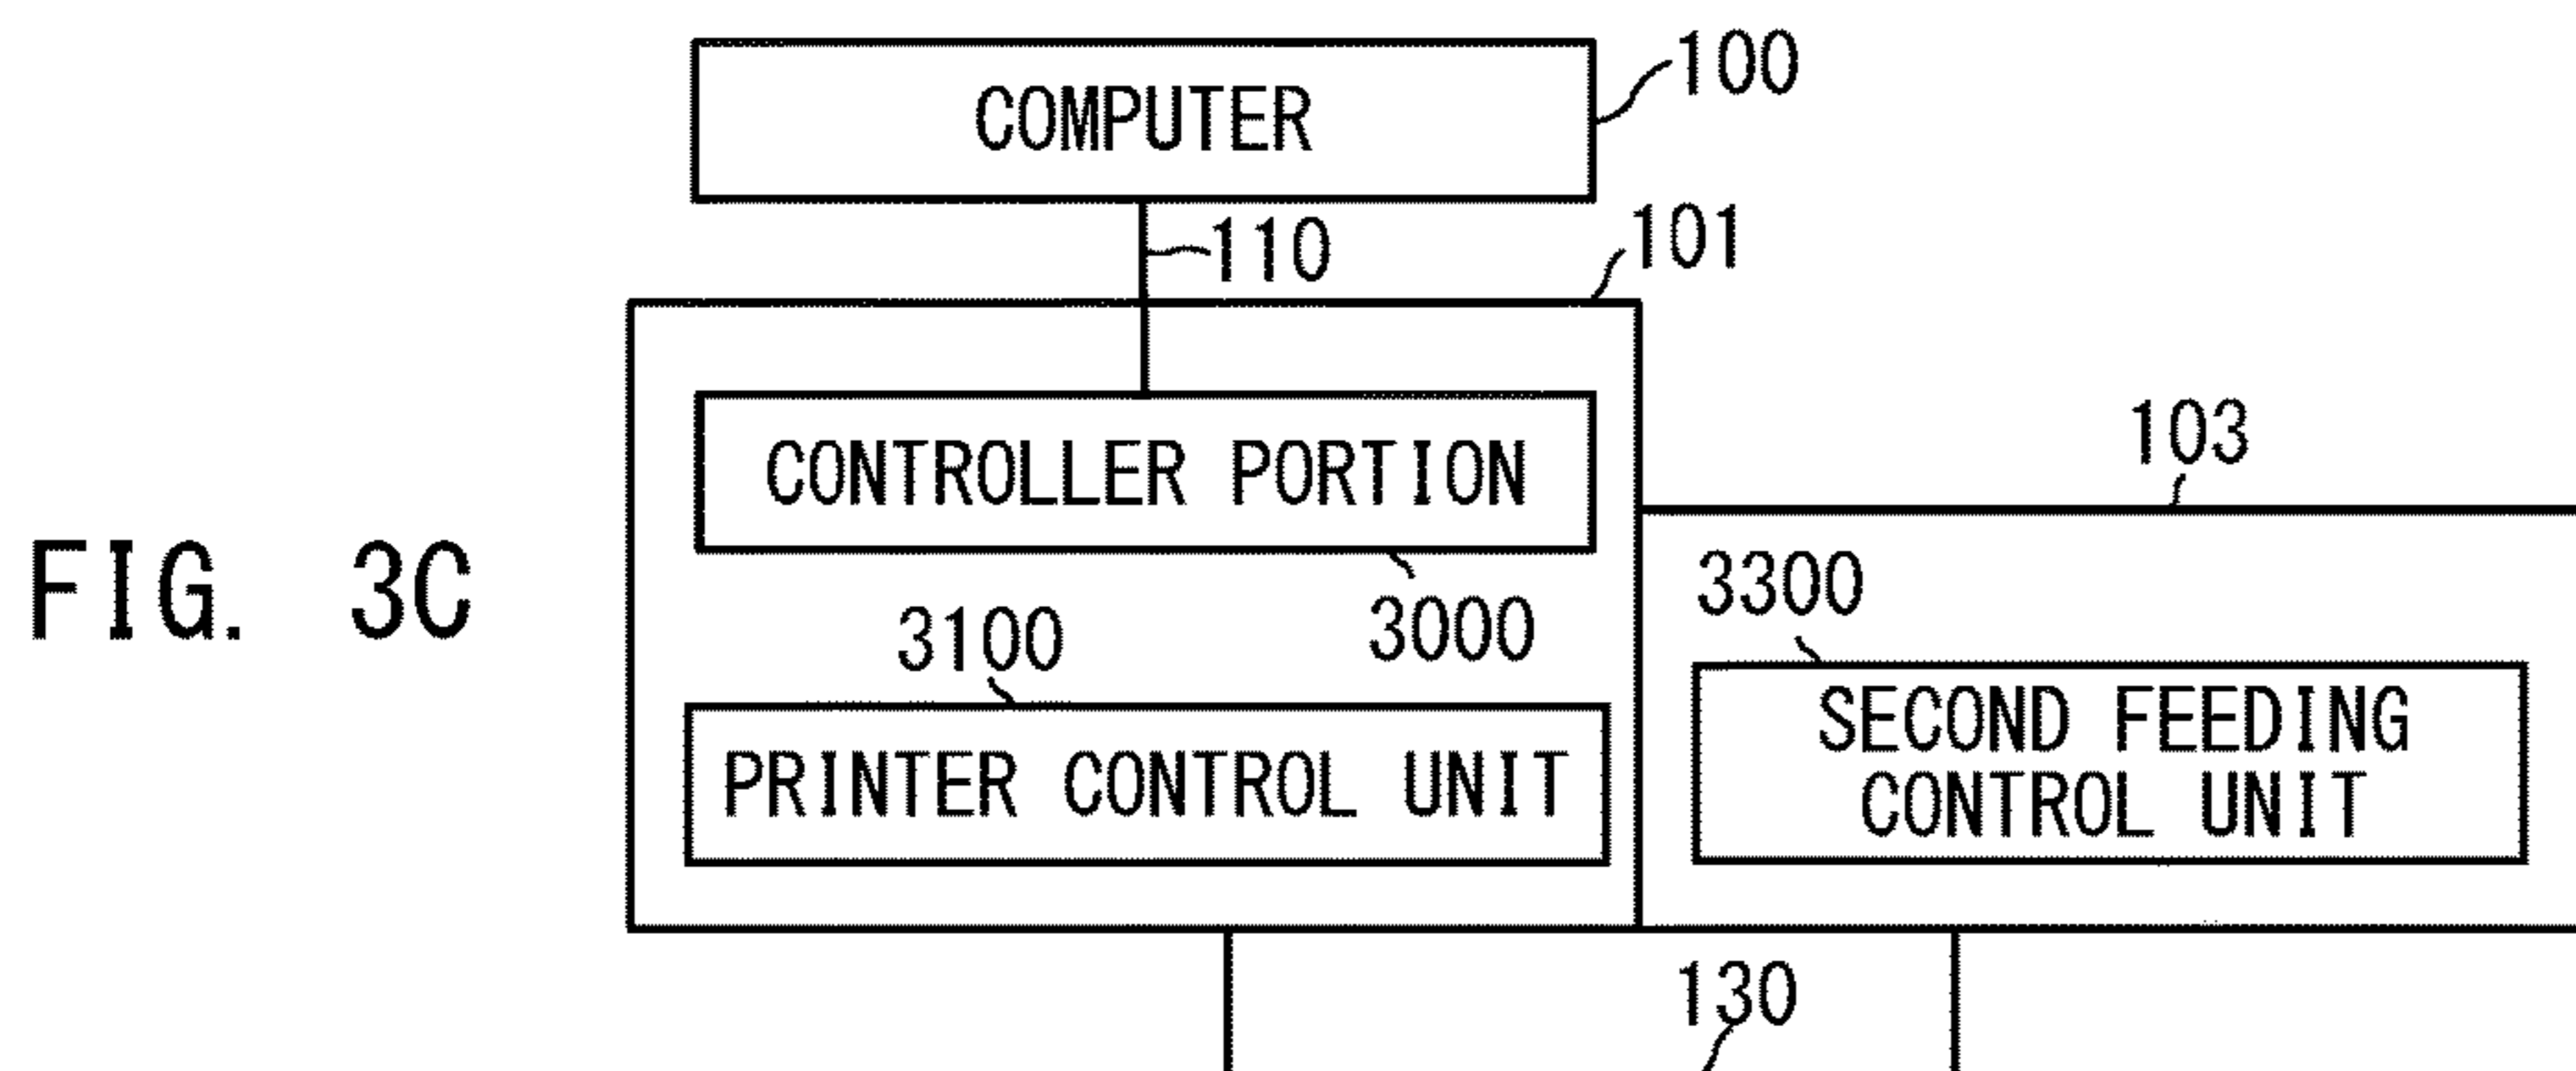 COMPUTER
100
110
101
CONTROLLER PORTION
103
FIG. 3C
3000
3300
3100
PRINTER CONTROL UNIT
SECOND FEEDING
CONTROL UNIT
130